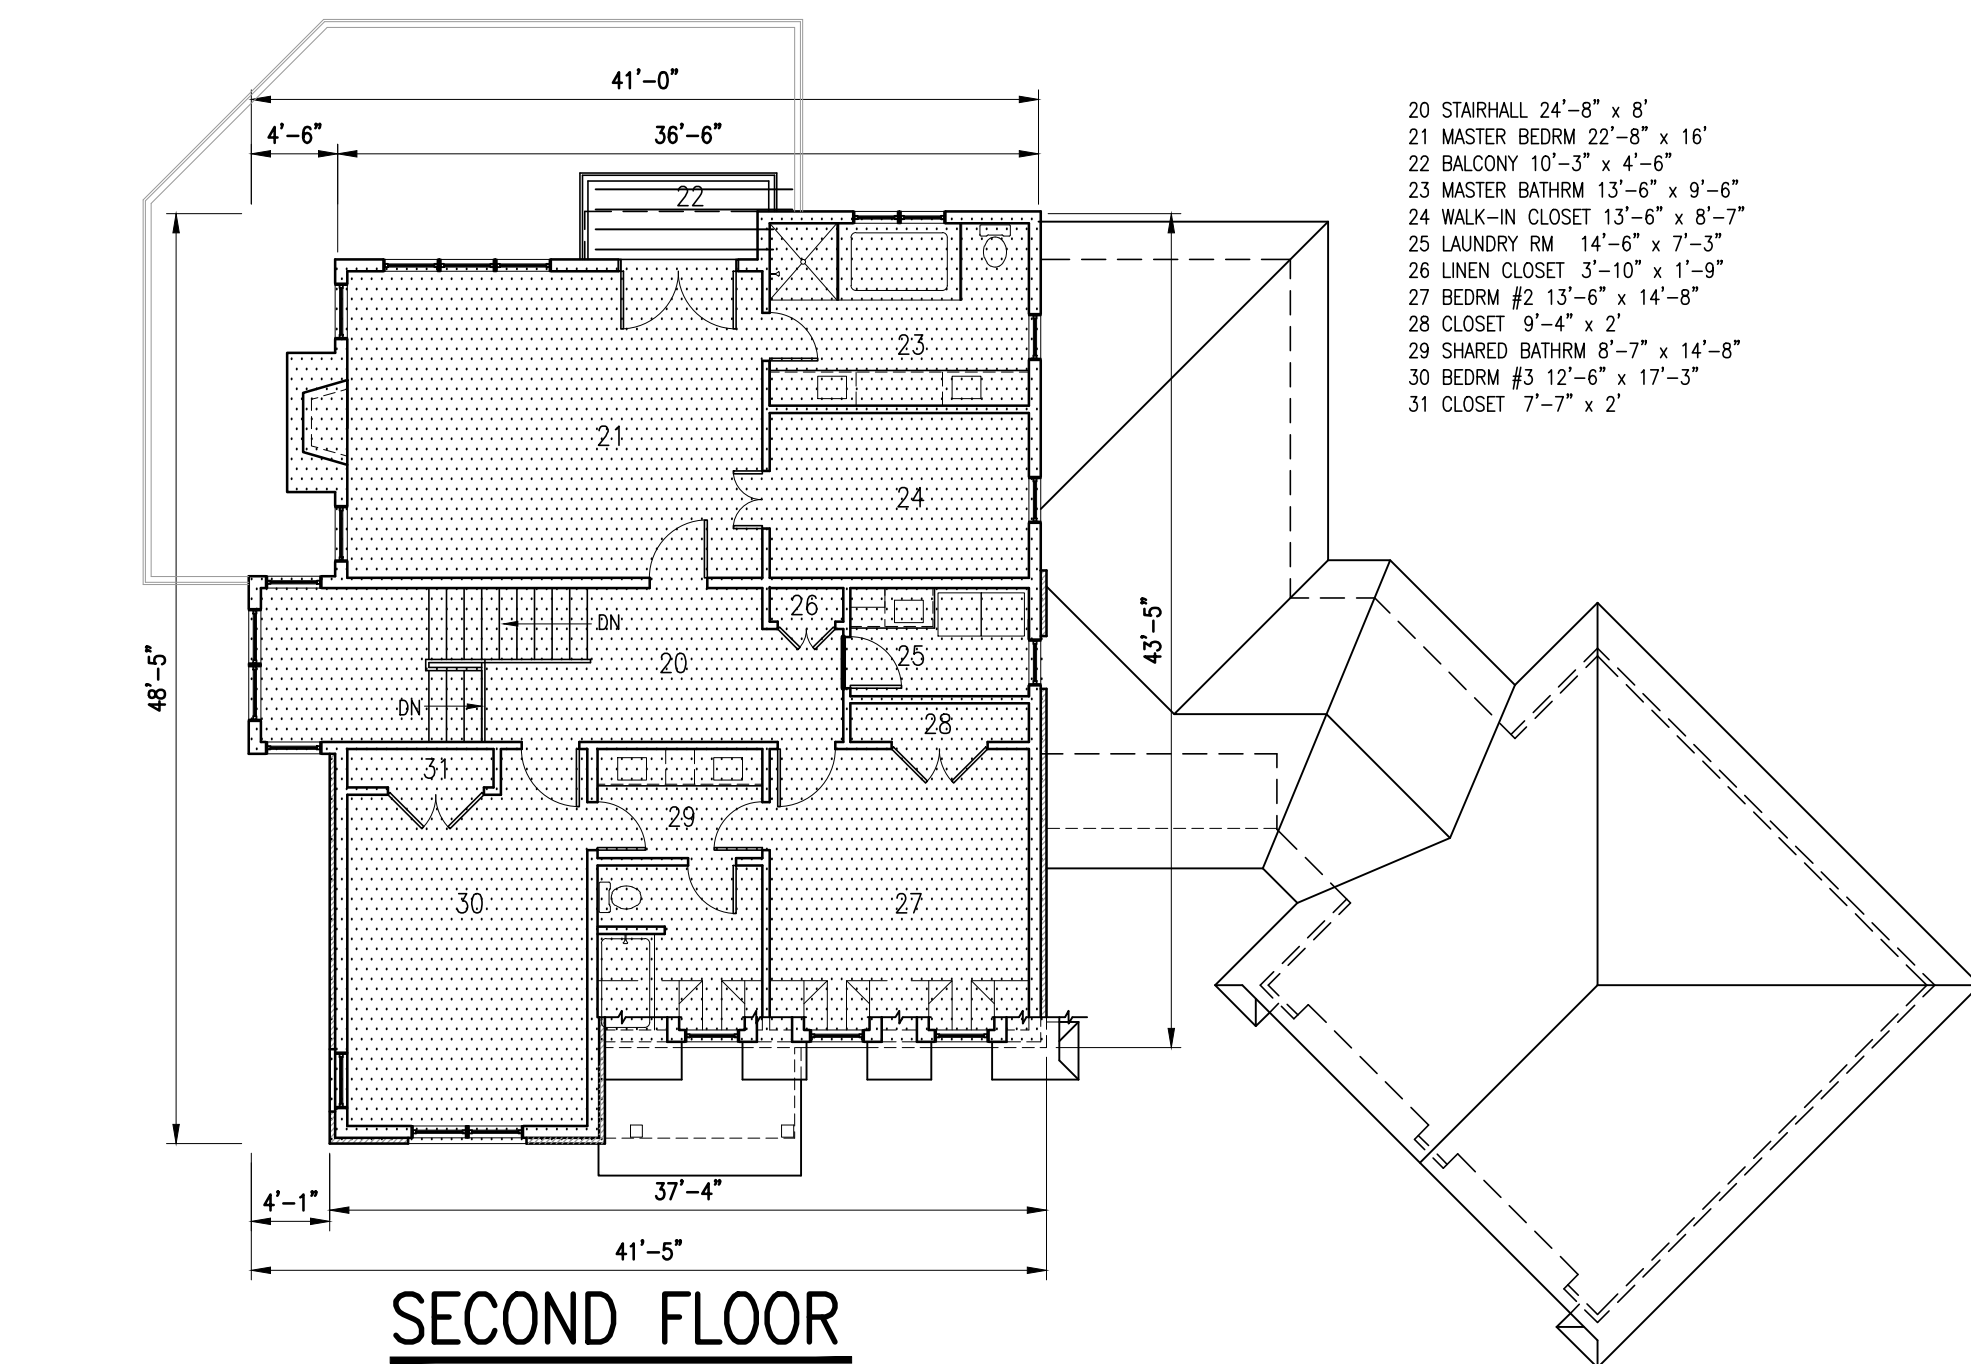 41'-0"
4'-6"
36'-6"
20 STAIRHALL 24'-8" x 8'
21 MASTER BEDRM 22'-8" x 16'
22 BALCONY 10'-3" x 4'-6"
23 MASTER BATHRM 13'-6" x 9'-6"
24 WALK-IN CLOSET 13'-6" x 8'-7"
25 LAUNDRY RM 14'-6" x 7'-3"
26 LINEN CLOSET 3'-10" x 1'-9"
27 BEDRM #2 13'-6" x 14'-8"
28 CLOSET 9'-4" x 2'
29 SHARED BATHRM 8'-7" x 14'-8"
30 BEDRM #3 12'-6" x 17'-3"
31 CLOSET 7'-7" x 2'
22
23
21
24
26
DN
43'-5"
25
20
48'-5"
DN
28
31
29
30
27
37'-4"
4'-1"
41'-5"
SECOND FLOOR